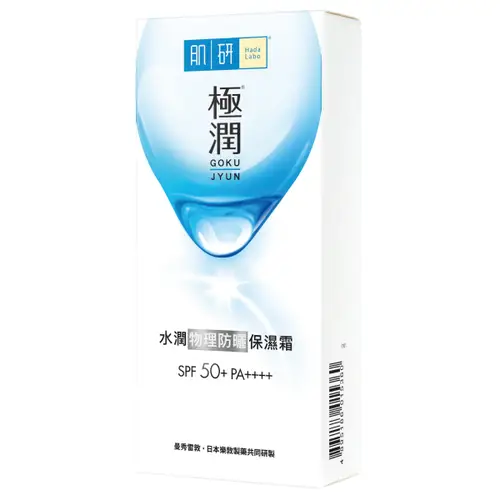 肌研
Hada
Labo
極潤®
GOKU
JYUN
水潤物理防曬保濕霜
SPF 50+ PA++++
曼秀雷敦・日本樂敦製藥共同研製